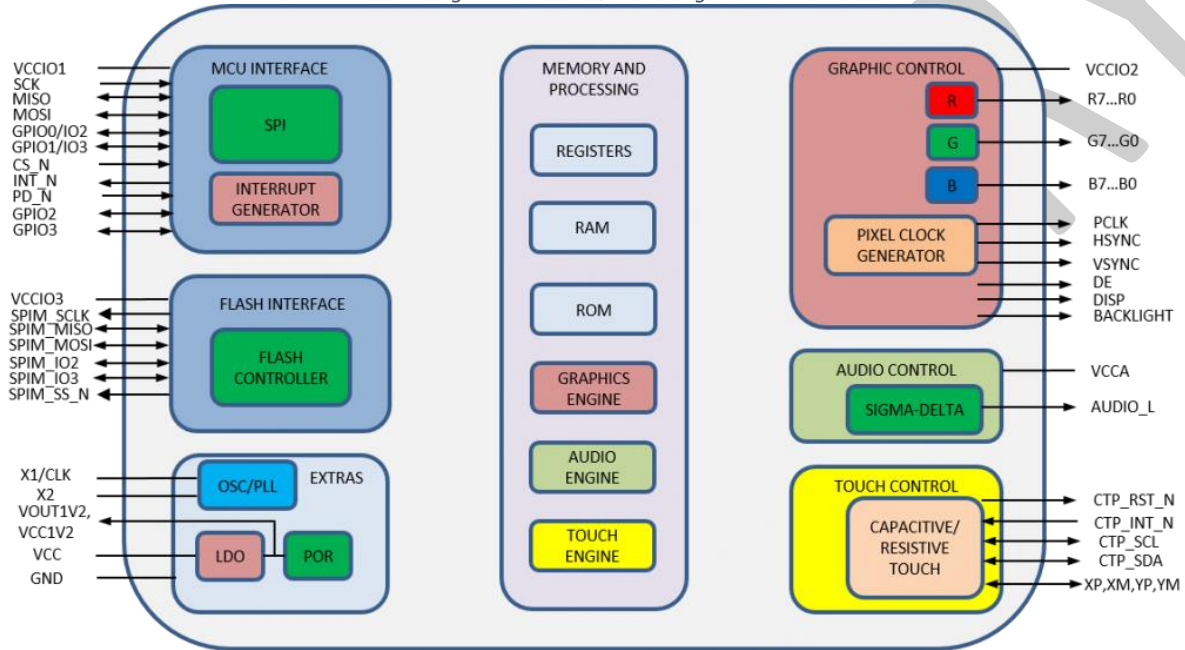 VCCIO1
SCK
MISO
MOSI
GPIO0/IO2
GPIO1/IO3
CS_N
INT_N
PD_N
GPIO2
GPIO3
MCU INTERFACE
SPI
INTERRUPT
GENERATOR
VCCIO3
SPIM_SCLK
SPIM_MISO
SPIM_MOSI
SPIM_IO2
SPIM_IO3
SPIM_SS_N
FLASH INTERFACE
FLASH
CONTROLLER
X1/CLK
X2
VOUT1V2,
VCC1V2
VCC
GND
OSC/PLL
EXTRAS
LDO
POR
MEMORY AND
PROCESSING
REGISTERS
RAM
ROM
GRAPHICS
ENGINE
AUDIO
ENGINE
TOUCH
ENGINE
GRAPHIC CONTROL
R
G
B
PIXEL CLOCK
GENERATOR
VCCIO2
R7...R0
G7...G0
B7...B0
PCLK
HSYNC
VSYNC
DE
DISP
BACKLIGHT
AUDIO CONTROL
SIGMA-DELTA
VCCA
AUDIO_L
TOUCH CONTROL
CAPACITIVE/
RESISTIVE
TOUCH
CTP_RST_N
CTP_INT_N
CTP_SCL
CTP_SDA
XP,XM,YP,YM